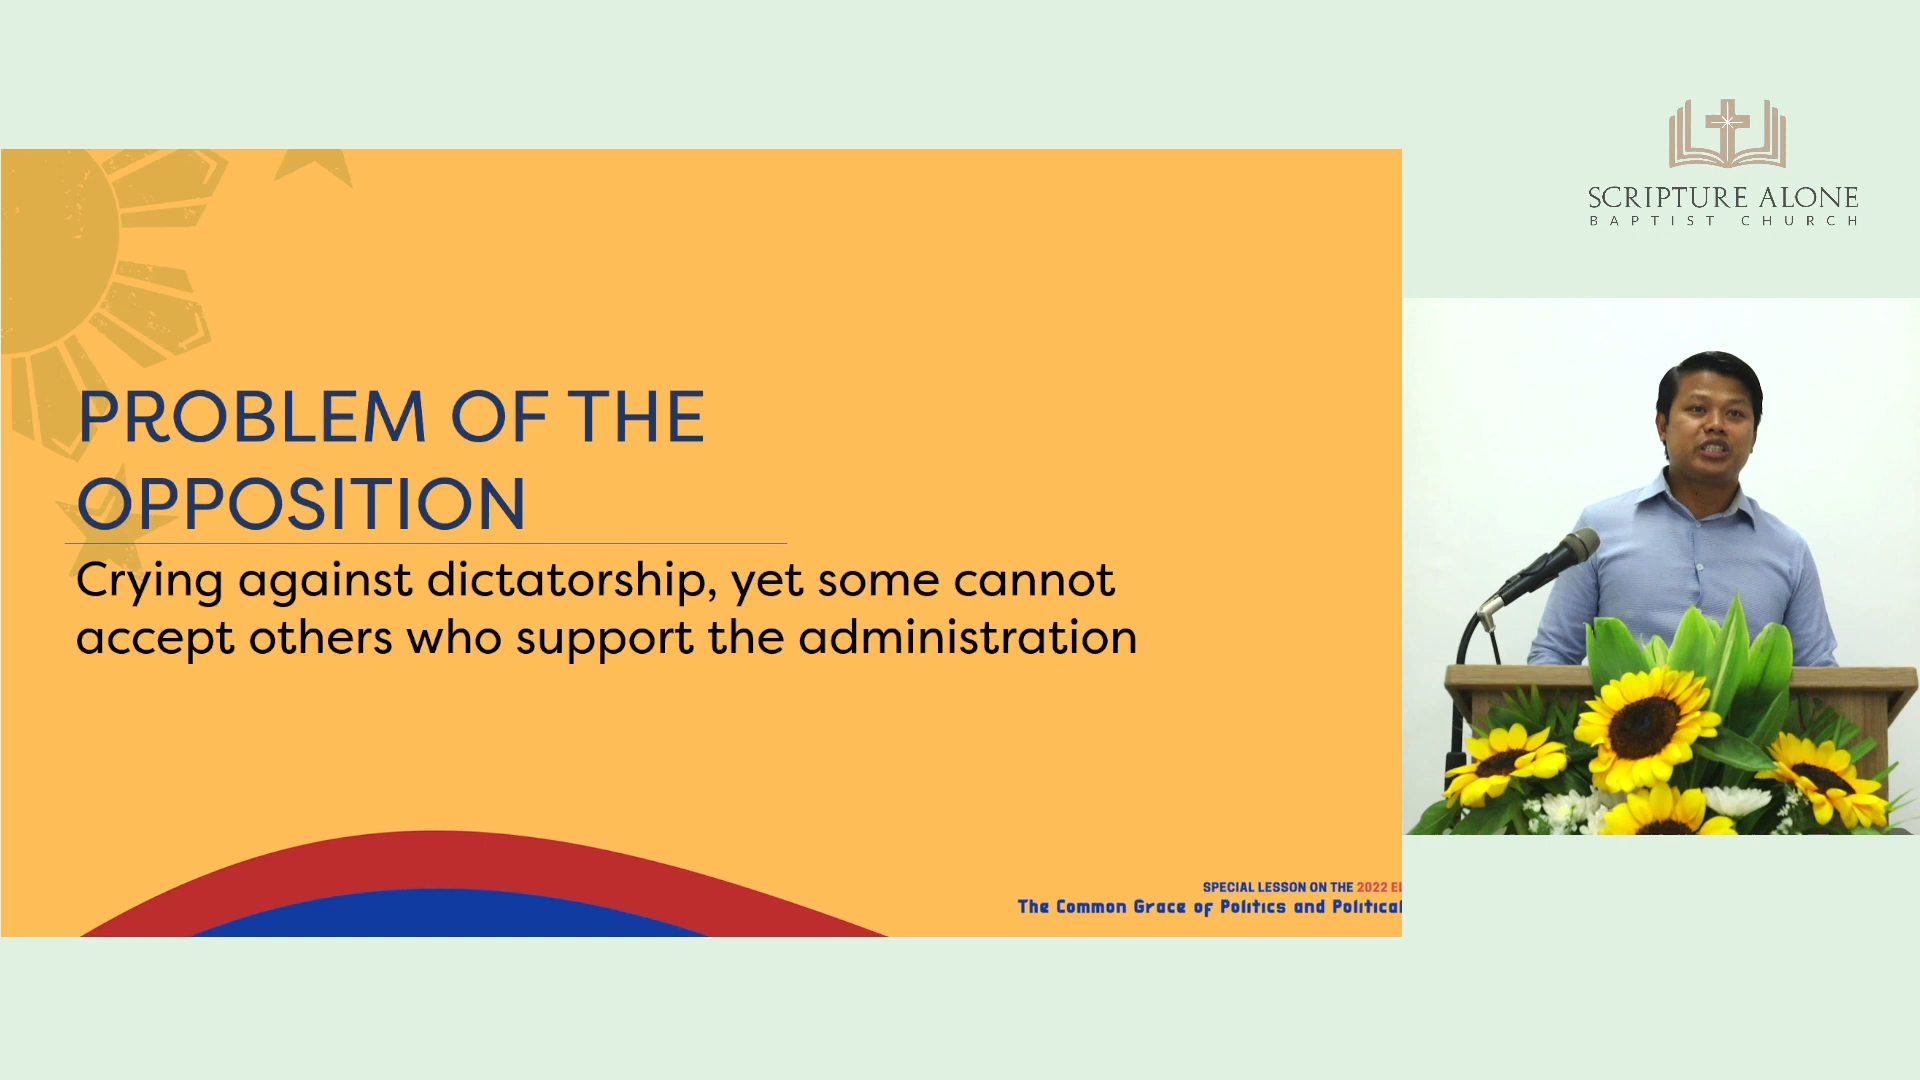 SCRIPTURE ALONE
BAPTIST CHURCH
PROBLEM OF THE
OPPOSITION
Crying against dictatorship, yet some cannot
accept others who support the administration
SPECIAL LESSON ON THE 2022
The Common Grace of Politics and Political